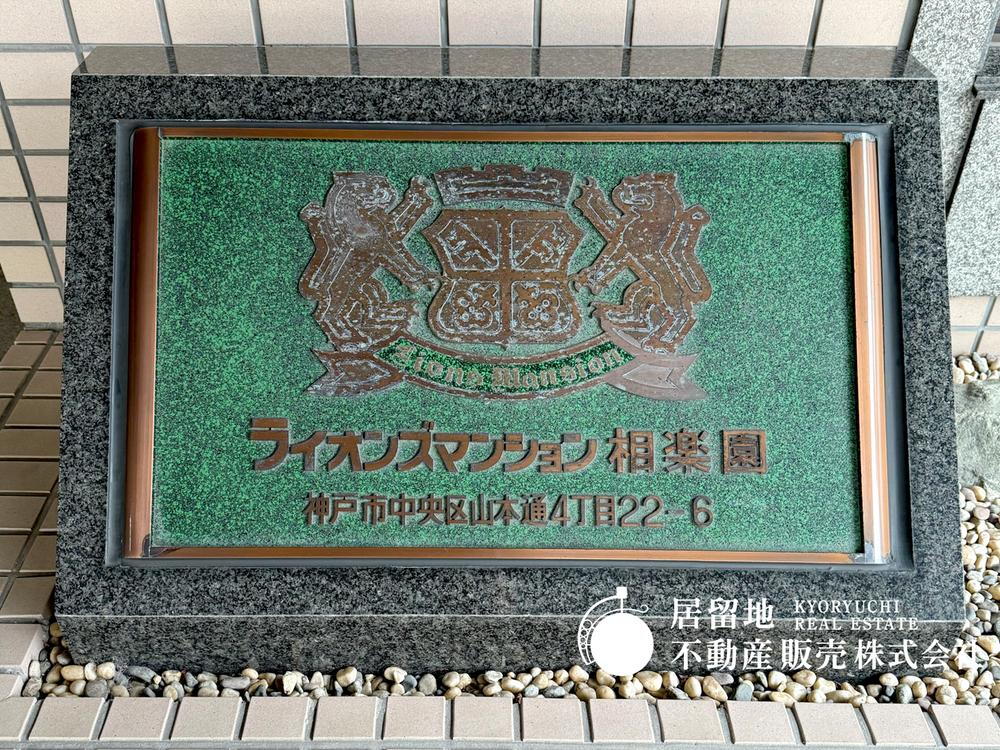 Lions Mansion
ライオンズマンション相楽園
神戸市中央区山本通4丁目22-6
居留地 KYORYUCHI REAL ESTATE
不動産販売株式会社